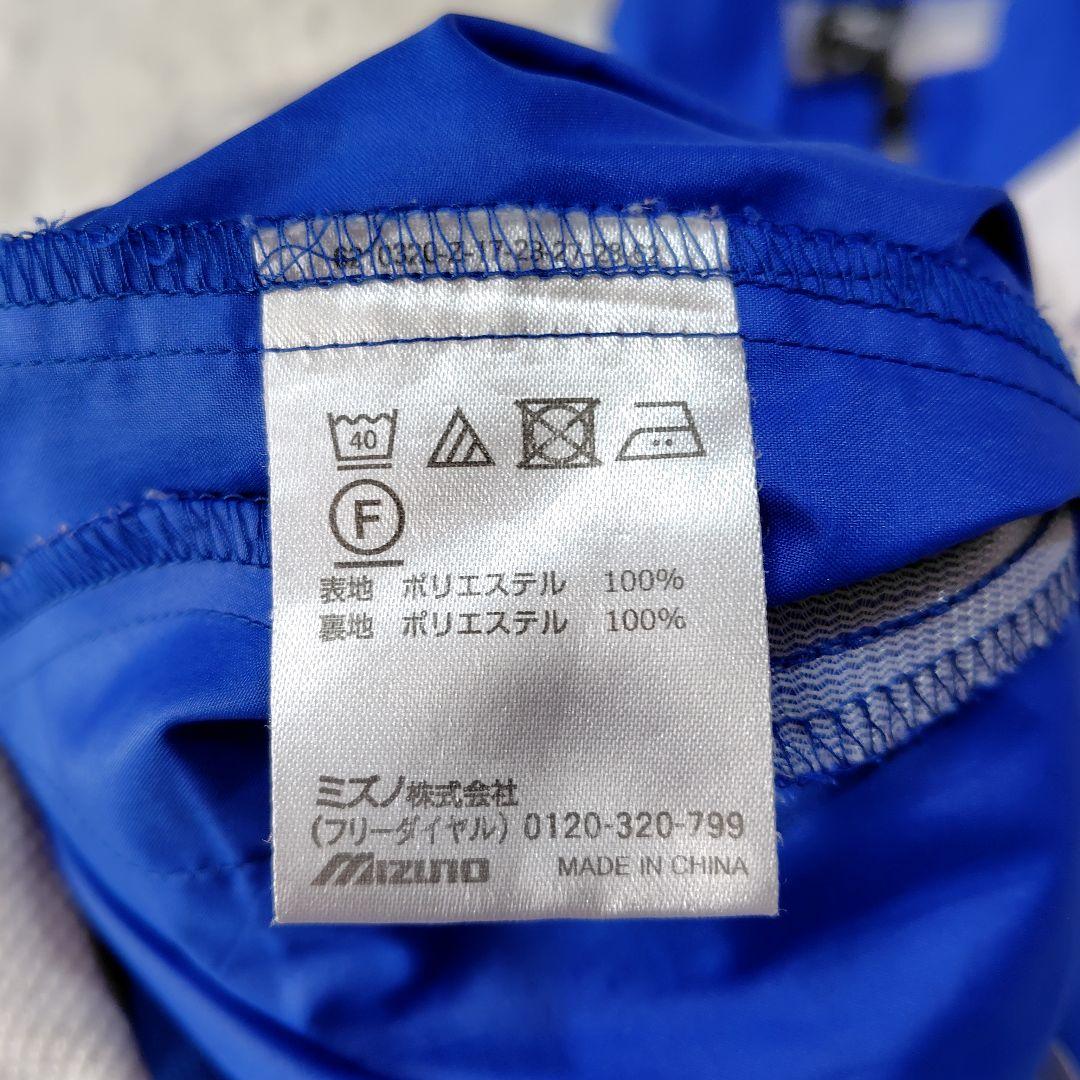 40
F
表地 ポリエステル 100%
裏地 ポリエステル 100%
ミズノ株式会社
(フリーダイヤル) 0120-320-799
MIZUNO MADE IN CHINA